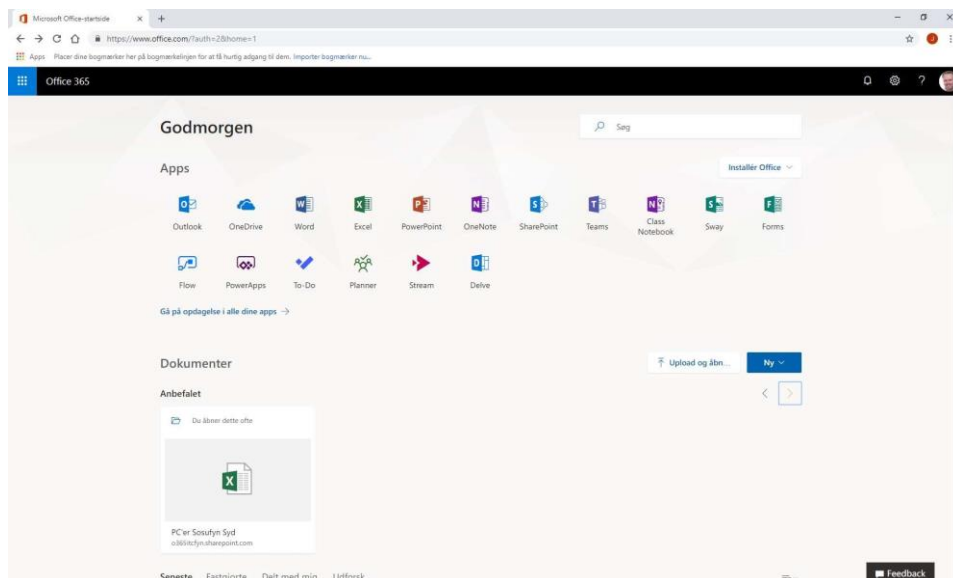 Microsoft Office-startside
https://www.office.com/?auth=2&home=1
Apps Placer dine bogmærker her på bogmærkelinjen for at få hurtig adgang til dem. Importer bogmærker nu...
Office 365
Godmorgen
Søg
Apps
Installér Office
Outlook OneDrive Word Excel PowerPoint OneNote SharePoint Teams Class Notebook Sway Forms
Flow PowerApps To-Do Planner Stream Delve
Gå på opdagelse i alle dine apps
Dokumenter
Upload og åbn...
Ny
Anbefalet
Du åbner dette ofte
PC'er Sosufyn Syd
o365itcfyn.sharepoint.com
Seneste Fastgjorte Delt med mig Udforsk
Feedback